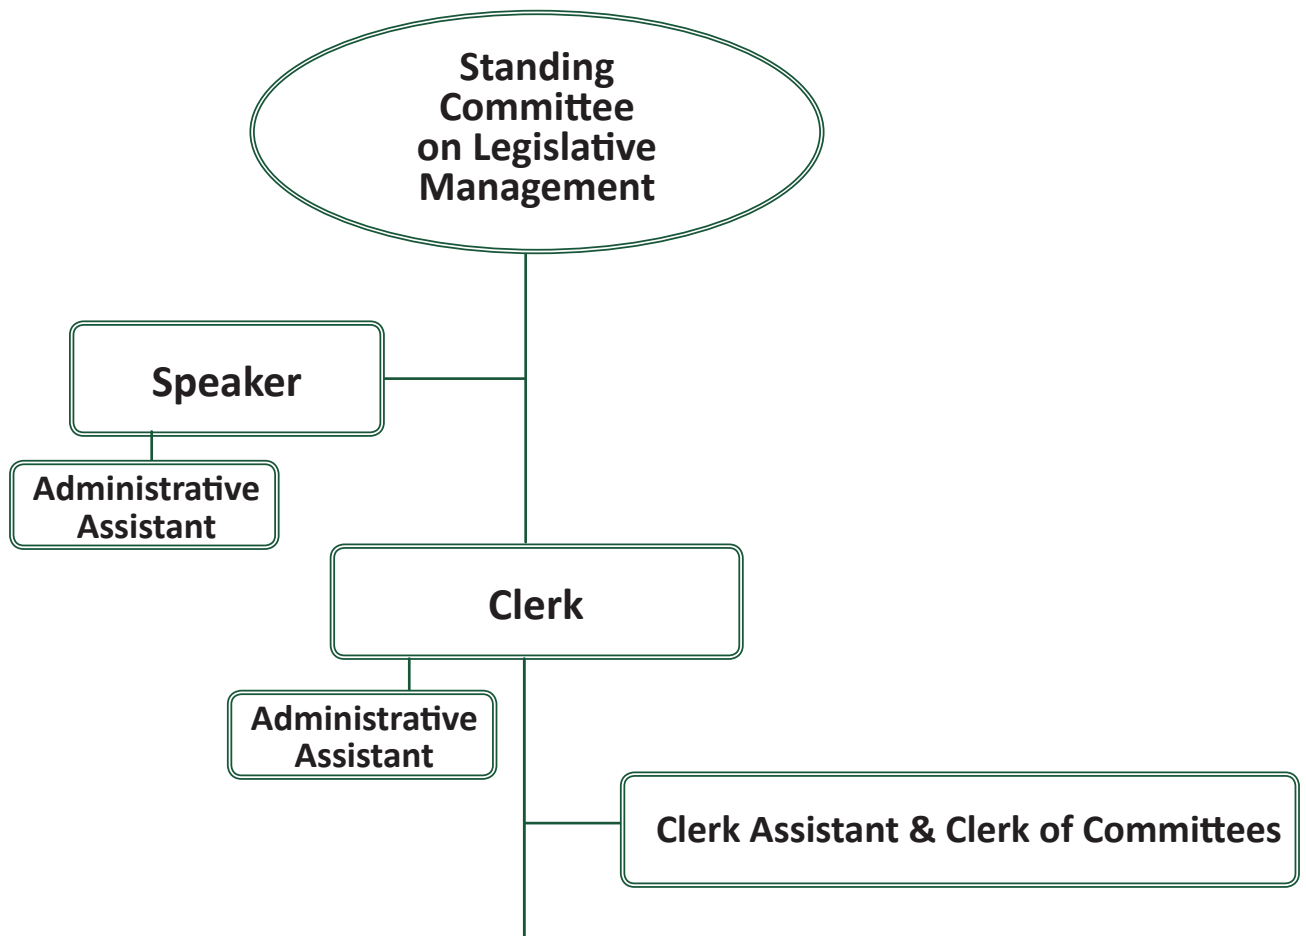 Standing
Committee
on Legislative
Management
Speaker
Administrative
Assistant
Clerk
Administrative
Assistant
Clerk Assistant & Clerk of Committees